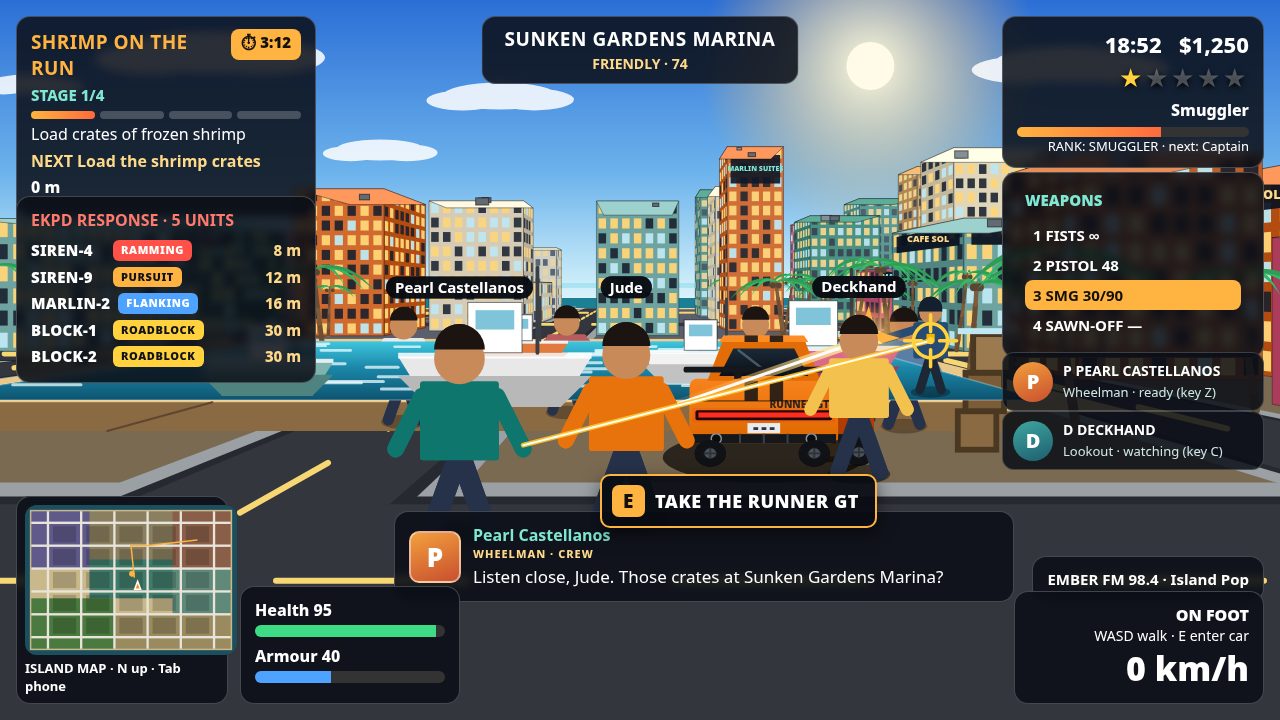 SHRIMP ON THE
RUN
⏱ 3:12
STAGE 1/4
Load crates of frozen shrimp
NEXT Load the shrimp crates
0 m
EKPD RESPONSE · 5 UNITS
SIREN-4 RAMMING 8 m
SIREN-9 PURSUIT 12 m
MARLIN-2 FLANKING 16 m
BLOCK-1 ROADBLOCK 30 m
BLOCK-2 ROADBLOCK 30 m
SUNKEN GARDENS MARINA
FRIENDLY · 74
18:52 $1,250
★★★★★
Smuggler
RANK: SMUGGLER · next: Captain
WEAPONS
1 FISTS ∞
2 PISTOL 48
3 SMG 30/90
4 SAWN-OFF —
P
P PEARL CASTELLANOS
Wheelman · ready (key Z)
D
D DECKHAND
Lookout · watching (key C)
MARLIN SUITES
CAFE SOL
Pearl Castellanos
Jude
Deckhand
RUNNER GT
E TAKE THE RUNNER GT
P
Pearl Castellanos
WHEELMAN · CREW
Listen close, Jude. Those crates at Sunken Gardens Marina?
ISLAND MAP · N up · Tab
phone
Health 95
Armour 40
EMBER FM 98.4 · Island Pop
ON FOOT
WASD walk · E enter car
0 km/h